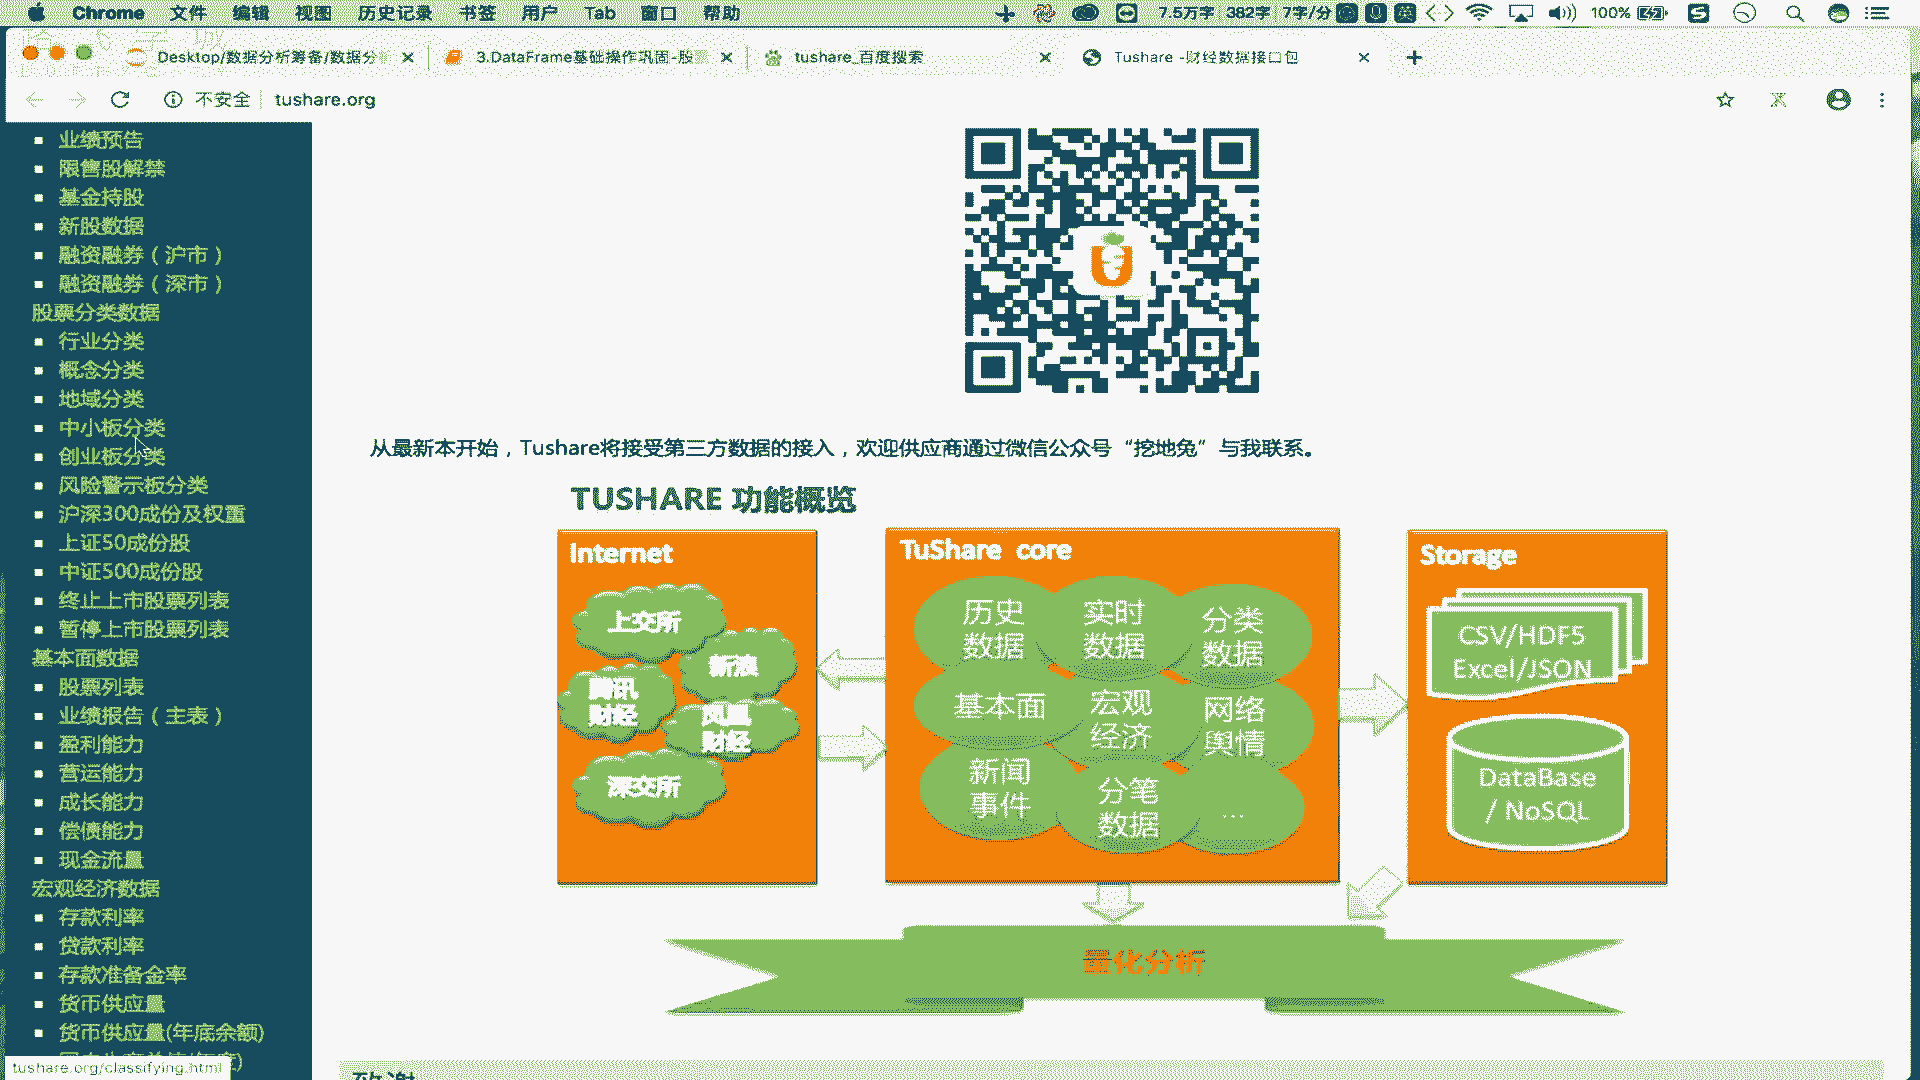 Chrome 文件 编辑 视图 历史记录 书签 用户 Tab 窗口 帮助 7.5万字 382字 7字/分 英 100%
Desktop/数据分析筹备/数据分 3.DataFrame基础操作巩固-股 tushare_百度搜索 Tushare -财经数据接口包
不安全 tushare.org
业绩预告
限售股解禁
基金持股
新股数据
融资融券（沪市）
融资融券（深市）
股票分类数据
行业分类
概念分类
地域分类
中小板分类
创业板分类
风险警示板分类
沪深300成份及权重
上证50成份股
中证500成份股
终止上市股票列表
暂停上市股票列表
基本面数据
股票列表
业绩报告（主表）
盈利能力
营运能力
成长能力
偿债能力
现金流量
宏观经济数据
存款利率
贷款利率
存款准备金率
货币供应量
货币供应量(年底余额)
tushare.org/classifying.html
从最新本开始，Tushare将接受第三方数据的接入，欢迎供应商通过微信公众号“挖地兔”与我联系。
TUSHARE 功能概览
Internet
上交所
新浪
腾讯
财经
凤凰
财经
深交所
TuShare core
历史
数据
实时
数据
分类
数据
基本面
宏观
经济
网络
舆情
新闻
事件
分笔
数据
...
Storage
CSV/HDF5
Excel/JSON
DataBase
/ NoSQL
量化分析
致谢